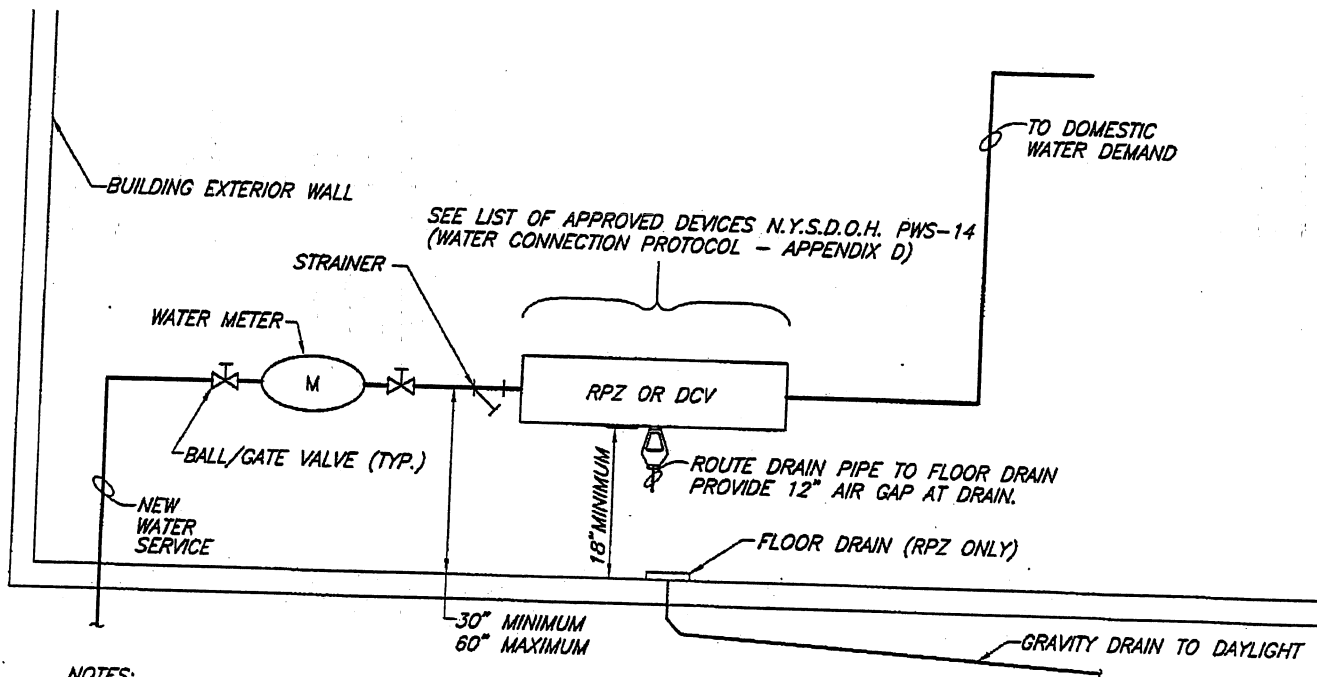 TO DOMESTIC
WATER DEMAND
BUILDING EXTERIOR WALL
SEE LIST OF APPROVED DEVICES N.Y.S.D.O.H. PWS-14
(WATER CONNECTION PROTOCOL - APPENDIX D)
STRAINER
WATER METER
M
RPZ OR DCV
BALL/GATE VALVE (TYP.)
18" MINIMUM
ROUTE DRAIN PIPE TO FLOOR DRAIN
PROVIDE 12" AIR GAP AT DRAIN.
NEW
WATER
SERVICE
FLOOR DRAIN (RPZ ONLY)
30" MINIMUM
60" MAXIMUM
GRAVITY DRAIN TO DAYLIGHT
NOTES: